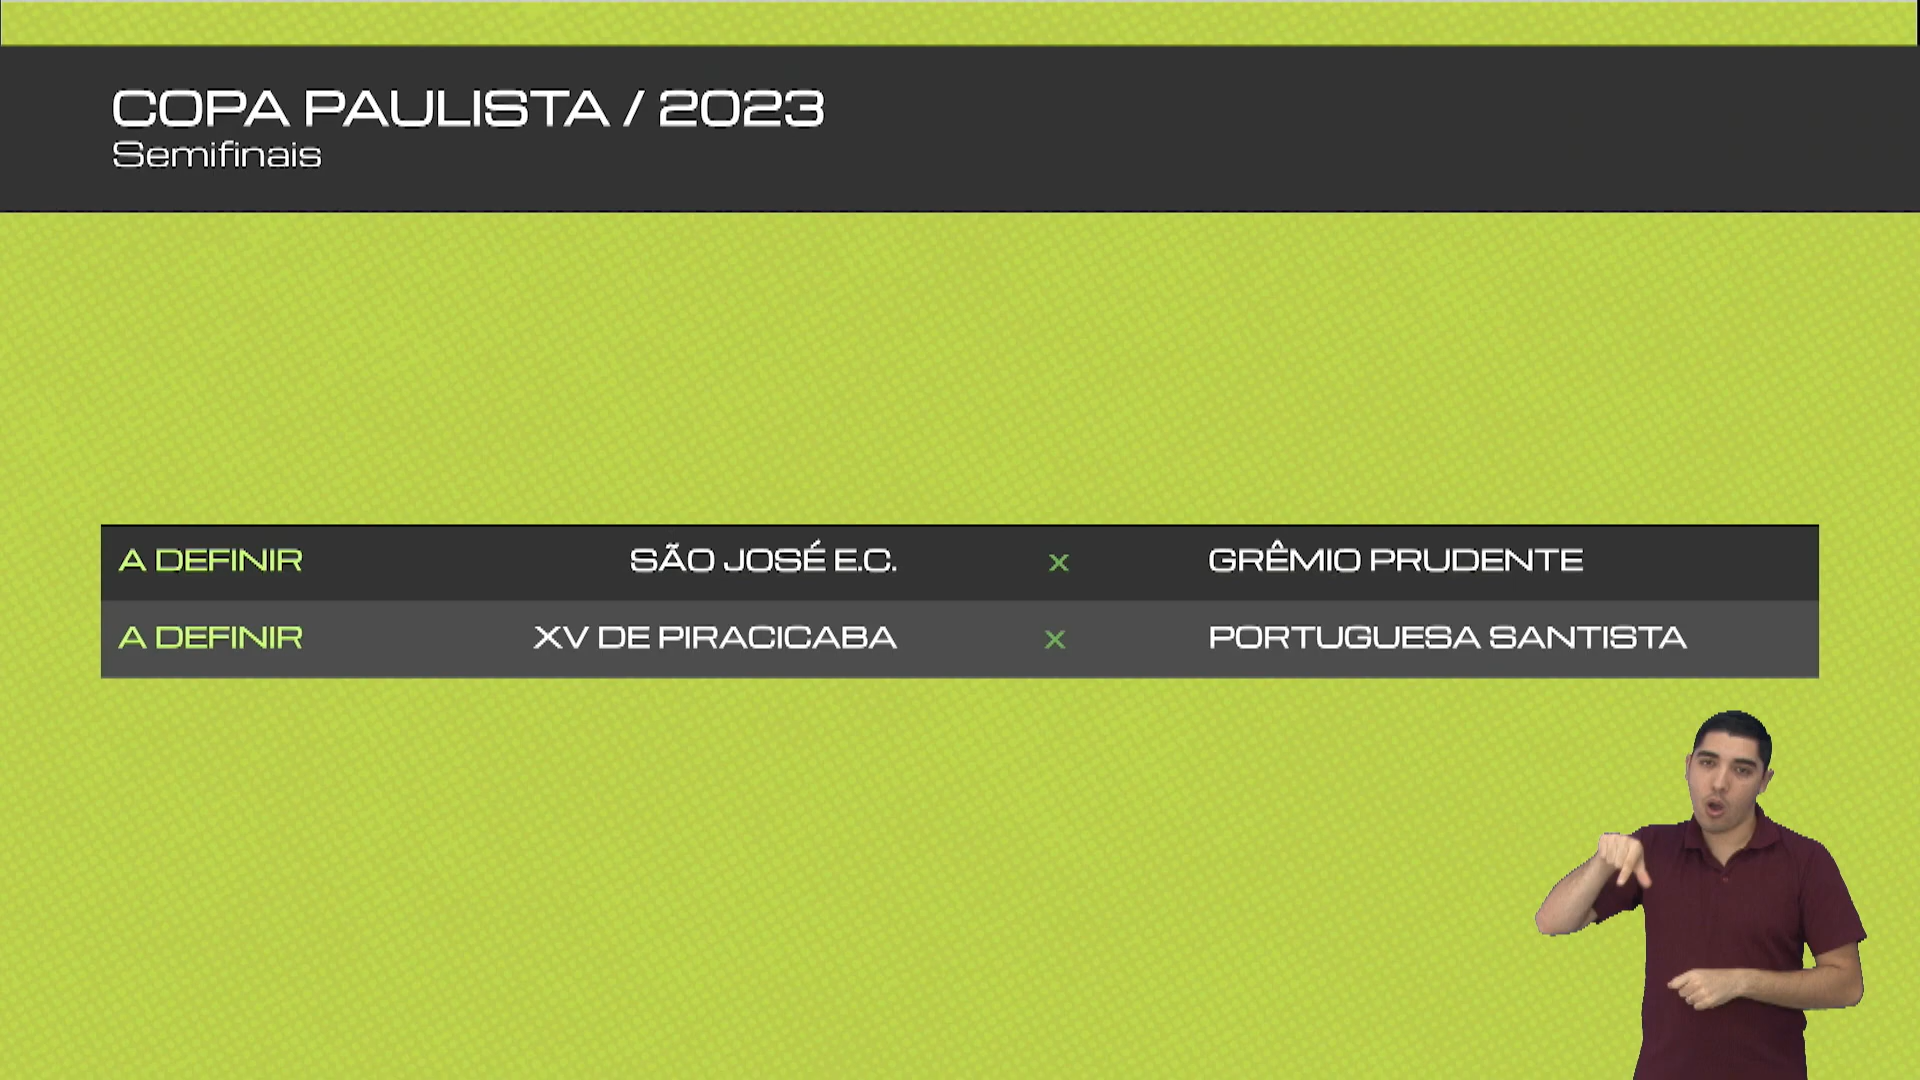 COPA PAULISTA / 2023
Semifinais
A DEFINIR SÃO JOSÉ E.C. x GRÊMIO PRUDENTE
A DEFINIR XV DE PIRACICABA x PORTUGUESA SANTISTA